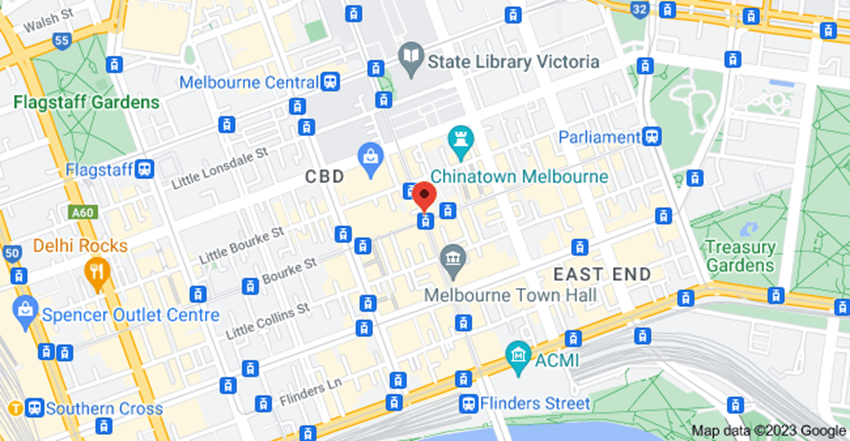 Walsh St
55
32
State Library Victoria
Melbourne Central
Flagstaff Gardens
Parliament
Little Lonsdale St
Flagstaff
CBD
Chinatown Melbourne
A60
Delhi Rocks
50
Little Bourke St
Bourke St
Treasury
Gardens
EAST END
Melbourne Town Hall
Spencer Outlet Centre
Little Collins St
ACMI
Flinders Ln
T
Southern Cross
Flinders Street
Map data ©2023 Google